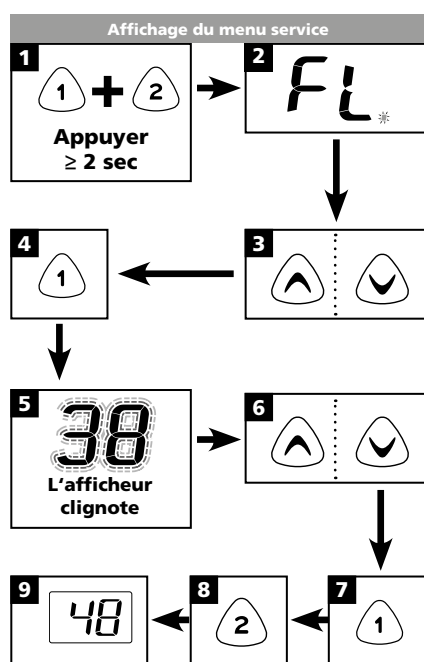 Affichage du menu service
1
1 + 2
Appuyer
≥ 2 sec
2
FL
3
4
1
5
38
L'afficheur
clignote
6
7
1
8
2
9
48